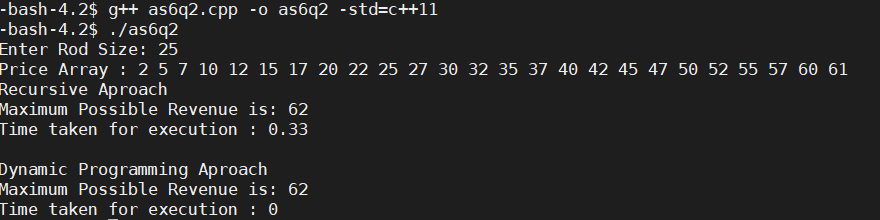 -bash-4.2$ g++ as6q2.cpp -o as6q2 -std=c++11
-bash-4.2$ ./as6q2
Enter Rod Size: 25
Price Array : 2 5 7 10 12 15 17 20 22 25 27 30 32 35 37 40 42 45 47 50 52 55 57 60 61
Recursive Aproach
Maximum Possible Revenue is: 62
Time taken for execution : 0.33

Dynamic Programming Aproach
Maximum Possible Revenue is: 62
Time taken for execution : 0